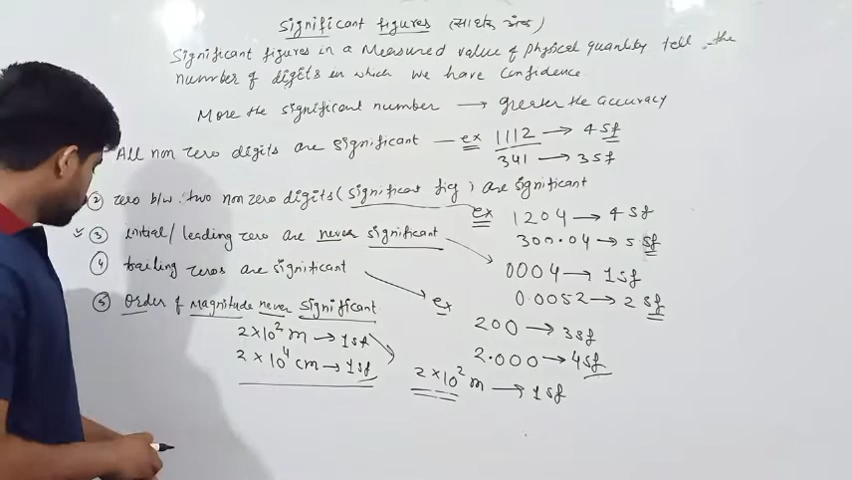 Significant figures (सार्थक अंक)
Significant figures in a Measured value of physical quantity tell the
number of digits in which we have confidence
More the significant number → greater the accuracy
All non zero digits are significant — ex 1112 → 4 sf
341 → 3 sf
② zero b/w. two non zero digits (significant fig) are significant
ex 1204 → 4 sf
300.04 → 5 sf
③ initial/leading zero are never significant
0004 → 1 sf
0.0052 → 2 sf
④ trailing zeros are significant
ex 200 → 3 sf
2.000 → 4 sf
⑤ Order of magnitude never significant
2×10² m → 1 sf
2×10⁴ cm → 1 sf
2×10² m → 1 sf